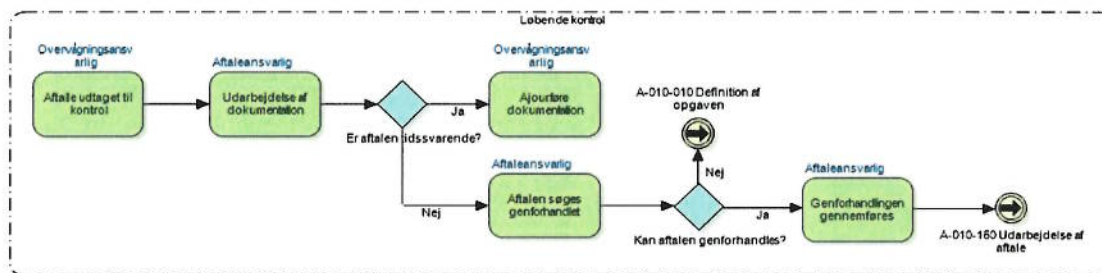 Løbende kontrol
Overvågningsansv
arlig
Aftale udtaget til
kontrol
Aftaleansvarlig
Udarbejdelse af
dokumentation
Er aftalen tidssvarende?
Ja
Overvågningsansv
arlig
Ajourføre
dokumentation
Nej
Aftaleansvarlig
Aftalen søges
genforhandlet
A-010-010 Definition af
opgaven
Nej
Kan aftalen genforhandles?
Ja
Aftaleansvarlig
Genforhandlingen
gennemføres
A-010-160 Udarbejdelse af
aftale